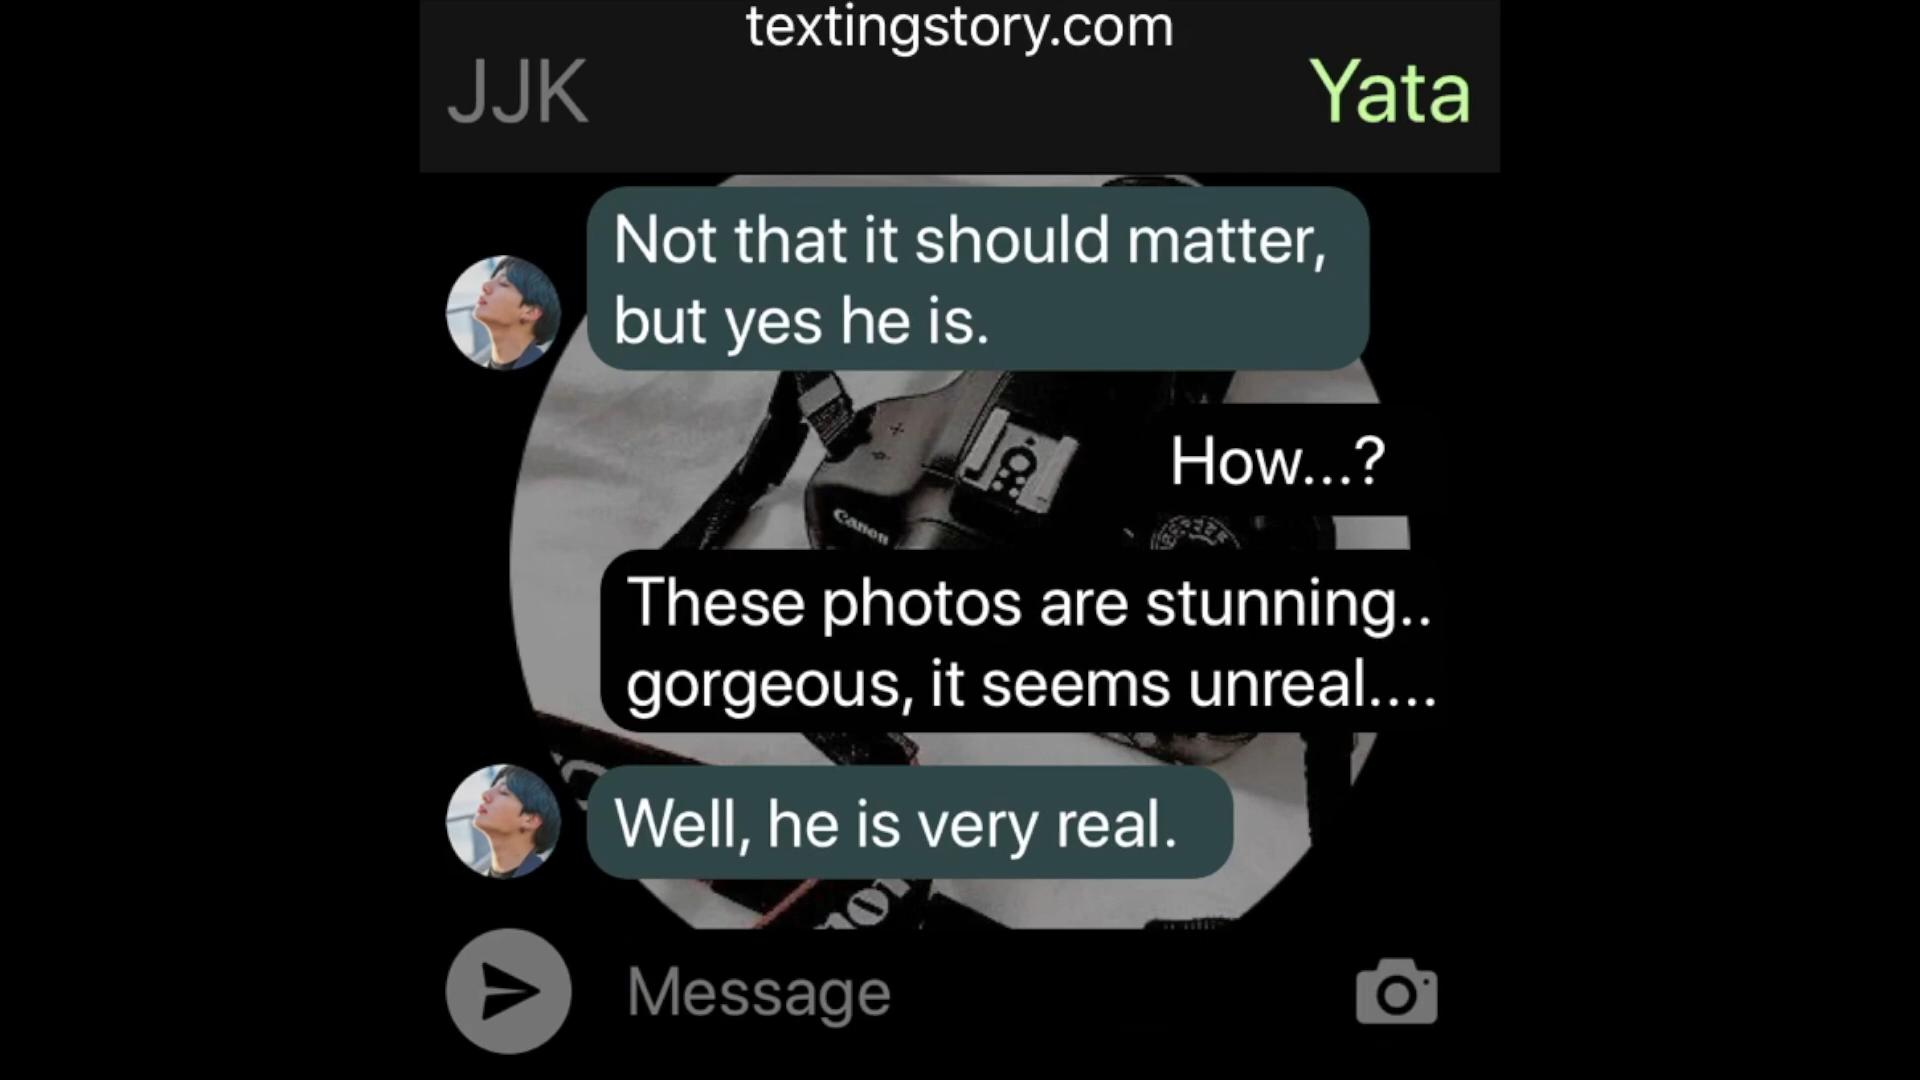 textingstory.com
JJK
Yata
Not that it should matter,
but yes he is.
How...?
Canon
These photos are stunning..
gorgeous, it seems unreal....
Well, he is very real.
Message